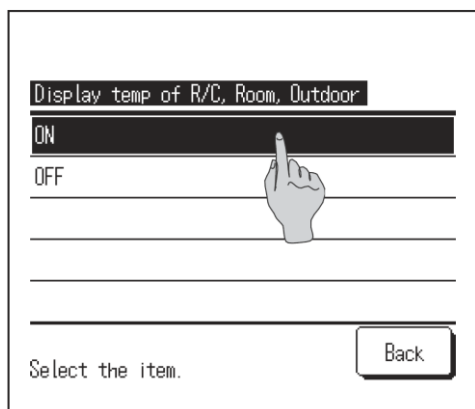 Display temp of R/C, Room, Outdoor
ON
OFF
Select the item.
Back